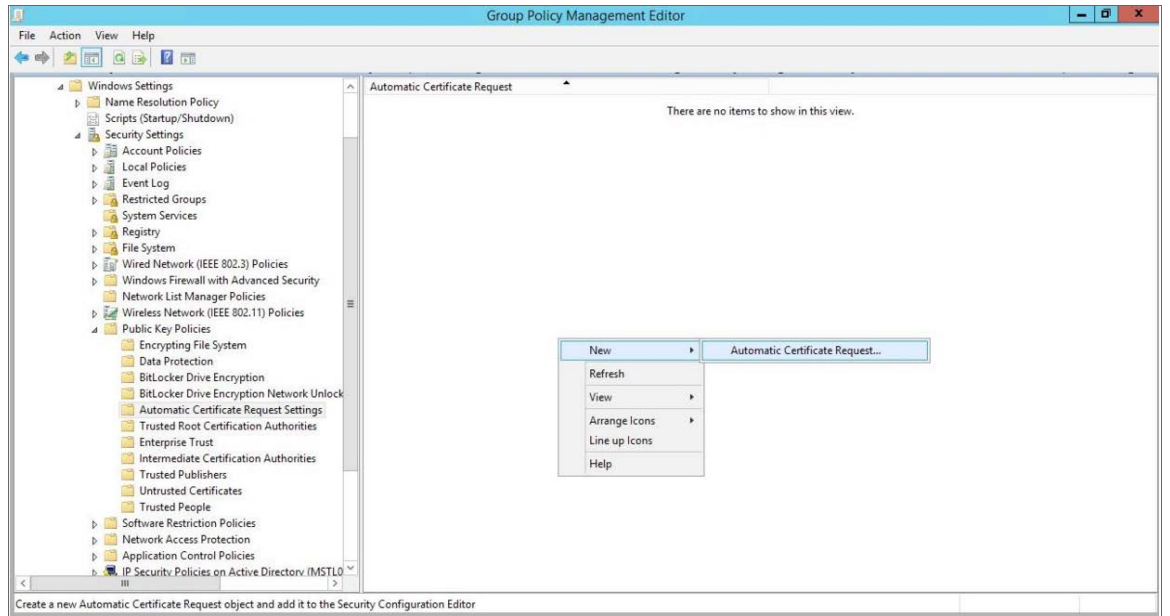 Group Policy Management Editor
File Action View Help
Windows Settings
Name Resolution Policy
Scripts (Startup/Shutdown)
Security Settings
Account Policies
Local Policies
Event Log
Restricted Groups
System Services
Registry
File System
Wired Network (IEEE 802.3) Policies
Windows Firewall with Advanced Security
Network List Manager Policies
Wireless Network (IEEE 802.11) Policies
Public Key Policies
Encrypting File System
Data Protection
BitLocker Drive Encryption
BitLocker Drive Encryption Network Unlock
Automatic Certificate Request Settings
Trusted Root Certification Authorities
Enterprise Trust
Intermediate Certification Authorities
Trusted Publishers
Untrusted Certificates
Trusted People
Software Restriction Policies
Network Access Protection
Application Control Policies
IP Security Policies on Active Directory (MSTL0
Automatic Certificate Request
There are no items to show in this view.
New
Automatic Certificate Request...
Refresh
View
Arrange Icons
Line up Icons
Help
Create a new Automatic Certificate Request object and add it to the Security Configuration Editor